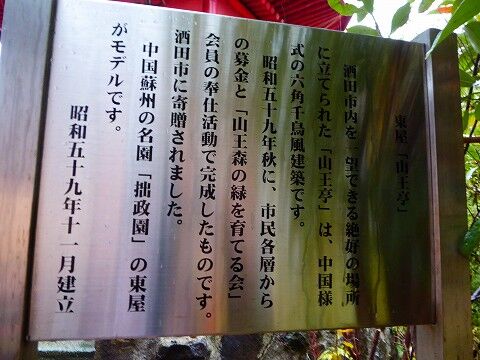 東屋「山王亭」
酒田市内を一望できる絶好の場所
に立てられた「山王亭」は、中国様
式の六角千鳥風建築です。
昭和五十九年秋に、市民各層から
の募金と「山王森の緑を育てる会」
会員の奉仕活動で完成したものです。
酒田市に寄贈されました。
中国蘇州の名園「拙政園」の東屋
がモデルです。
昭和五十九年十一月建立